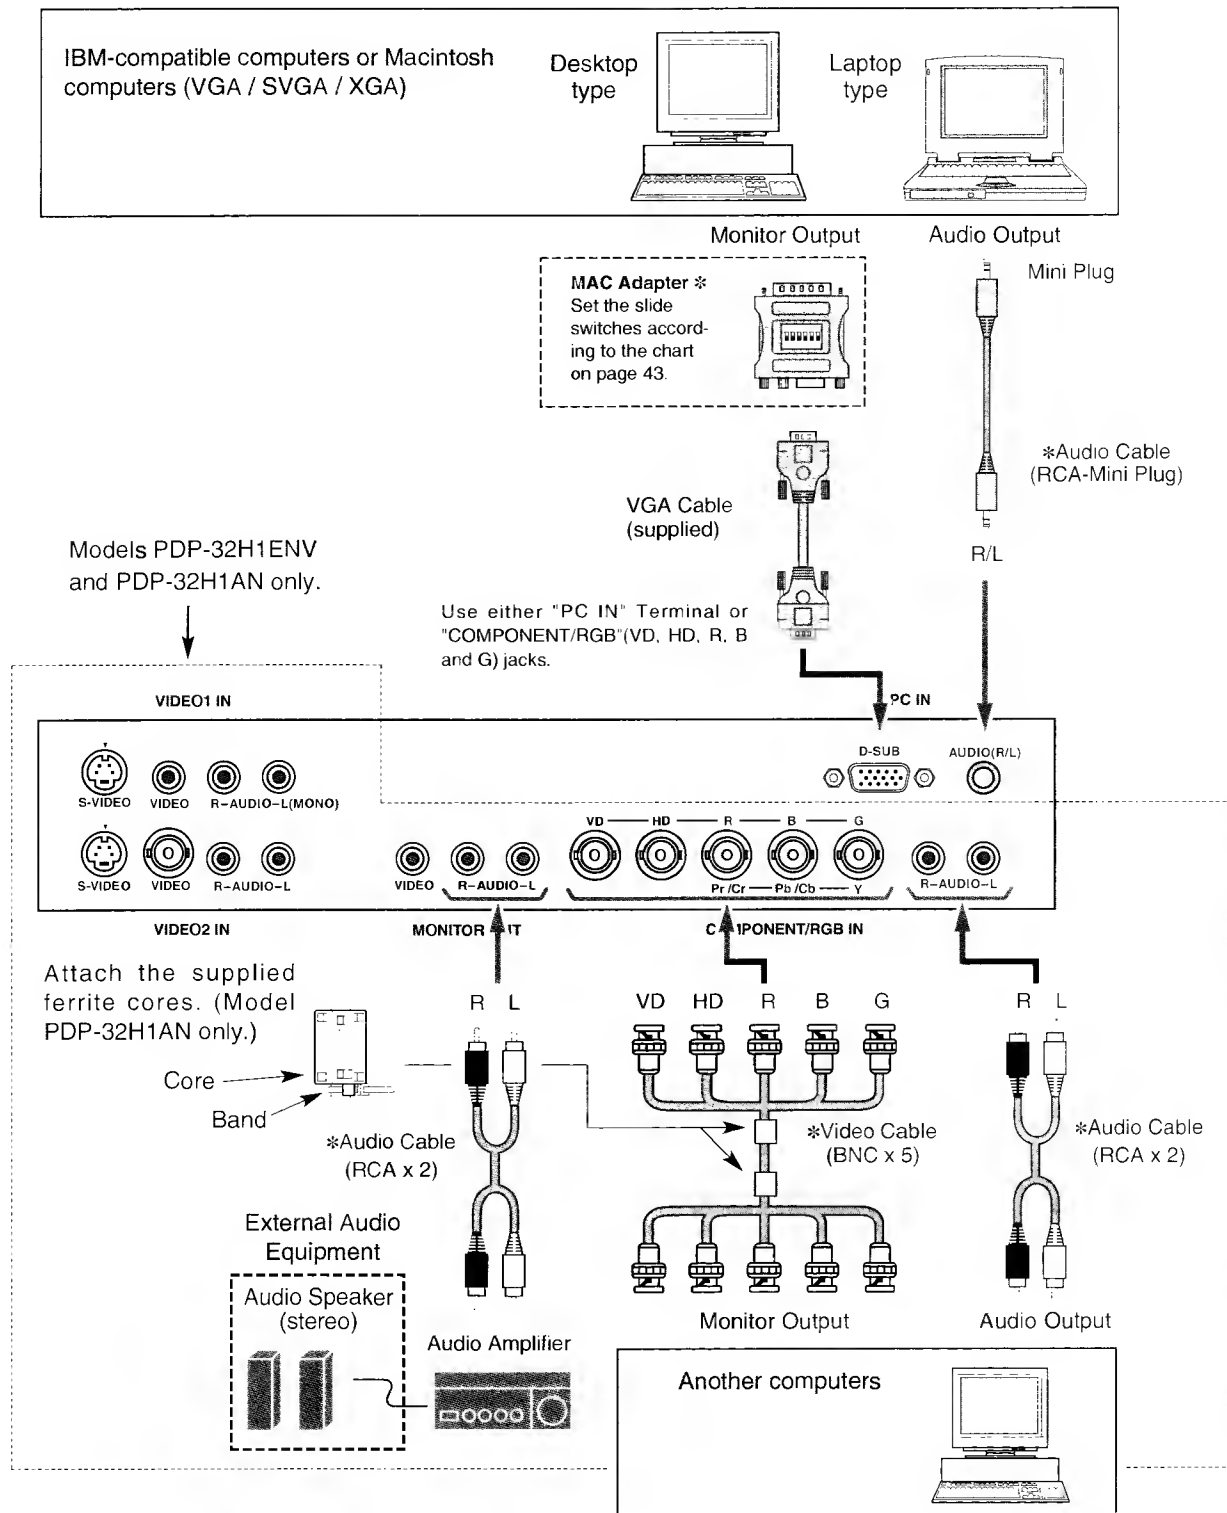 IBM-compatible computers or Macintosh
computers (VGA / SVGA / XGA)
Desktop
type
Laptop
type
Monitor Output
Audio Output
MAC Adapter ✻
Set the slide
switches accord-
ing to the chart
on page 43.
Mini Plug
✻Audio Cable
(RCA-Mini Plug)
VGA Cable
(supplied)
R/L
Models PDP-32H1ENV
and PDP-32H1AN only.
Use either "PC IN" Terminal or
"COMPONENT/RGB"(VD, HD, R, B
and G) jacks.
VIDEO1 IN
PC IN
D-SUB
AUDIO(R/L)
S-VIDEO
VIDEO
R–AUDIO–L(MONO)
VD
HD
R
B
G
S-VIDEO
VIDEO
R–AUDIO–L
VIDEO
R–AUDIO–L
Pr/Cr
Pb/Cb
Y
R–AUDIO–L
VIDEO2 IN
MONITOR
COMPONENT/RGB IN
Attach the supplied
ferrite cores. (Model
PDP-32H1AN only.)
R L
VD HD R B G
R L
Core
Band
✻Audio Cable
(RCA x 2)
✻Video Cable
(BNC x 5)
✻Audio Cable
(RCA x 2)
External Audio
Equipment
Audio Speaker
(stereo)
Audio Amplifier
Monitor Output
Audio Output
Another computers